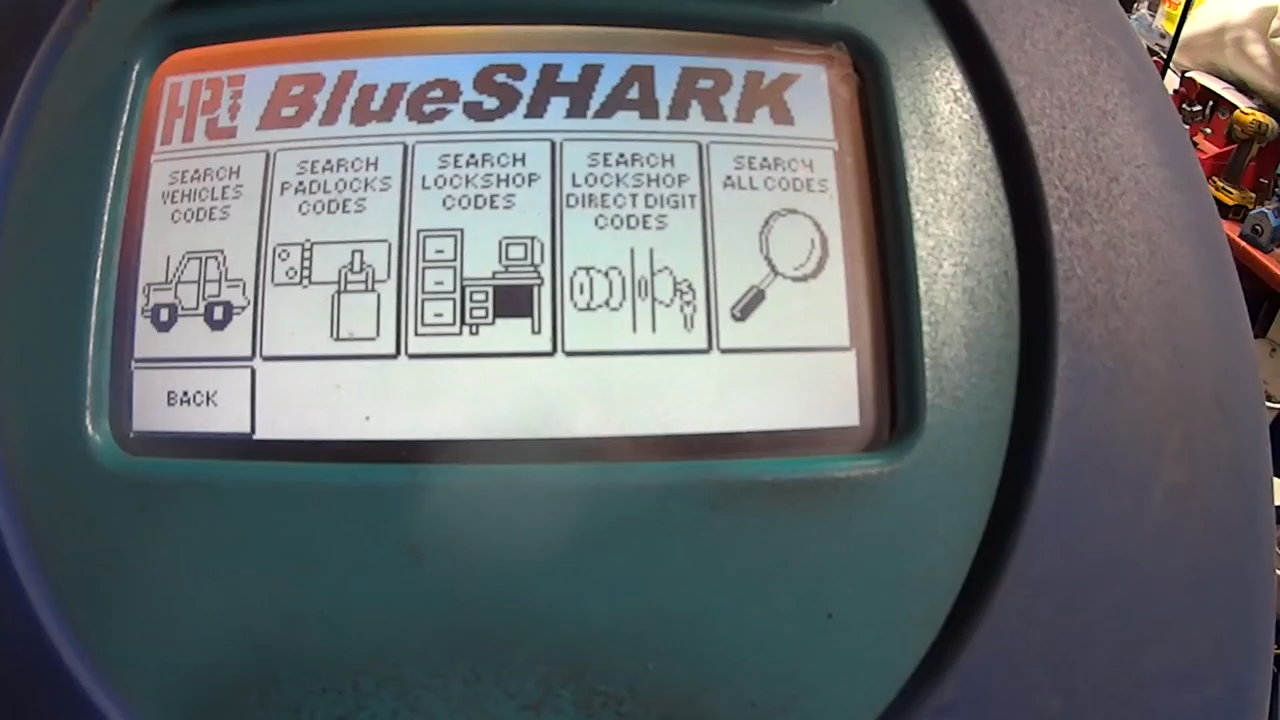 HPC BlueSHARK
SEARCH
VEHICLES
CODES
SEARCH
PADLOCKS
CODES
SEARCH
LOCKSHOP
CODES
SEARCH
LOCKSHOP
DIRECT DIGIT
CODES
SEARCH
ALL CODES
BACK